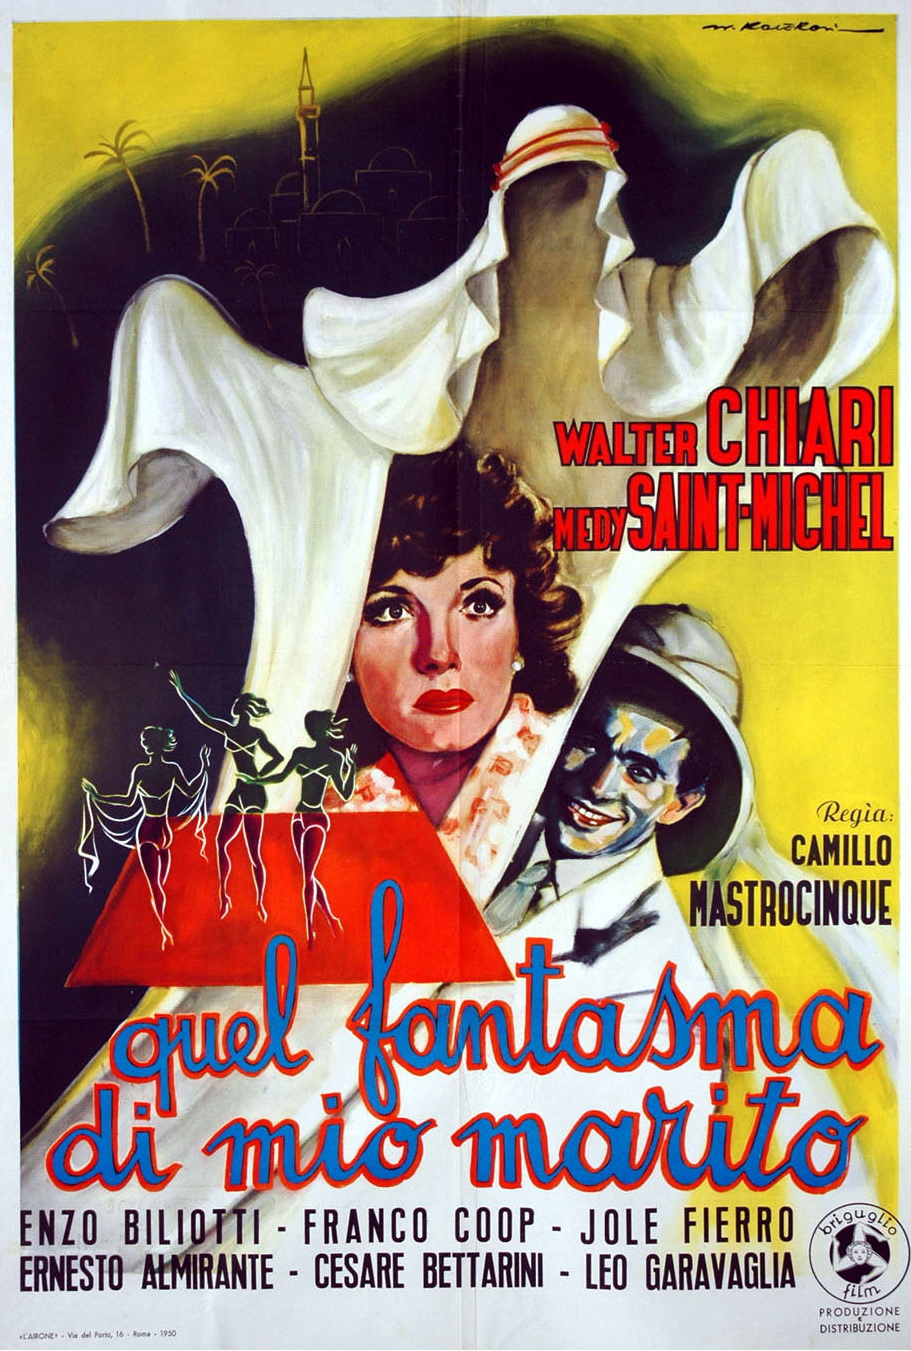 WALTER CHIARI
MEDY SAINT-MICHEL
Regìa:
CAMILLO
MASTROCINQUE
quel fantasma
di mio marito
ENZO BILIOTTI - FRANCO COOP - JOLE FIERRO
ERNESTO ALMIRANTE - CESARE BETTARINI - LEO GARAVAGLIA
briguglio
film
PRODUZIONE
E
DISTRIBUZIONE
«L'AIRONE» - Via del Porto, 16 - Roma - 1950